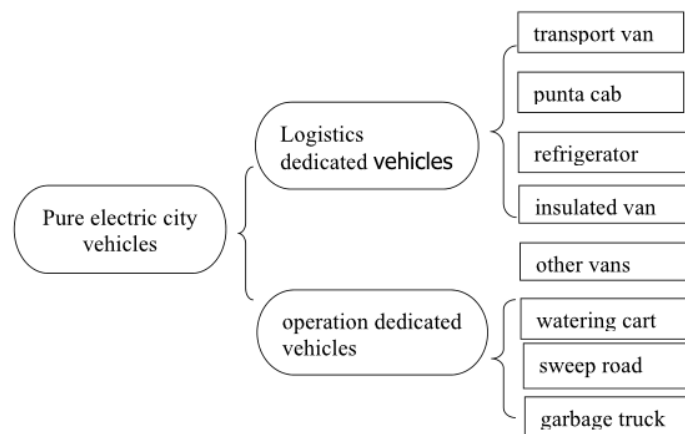 transport van
punta cab
Logistics
dedicated vehicles
refrigerator
insulated van
Pure electric city
vehicles
other vans
operation dedicated
vehicles
watering cart
sweep road
garbage truck